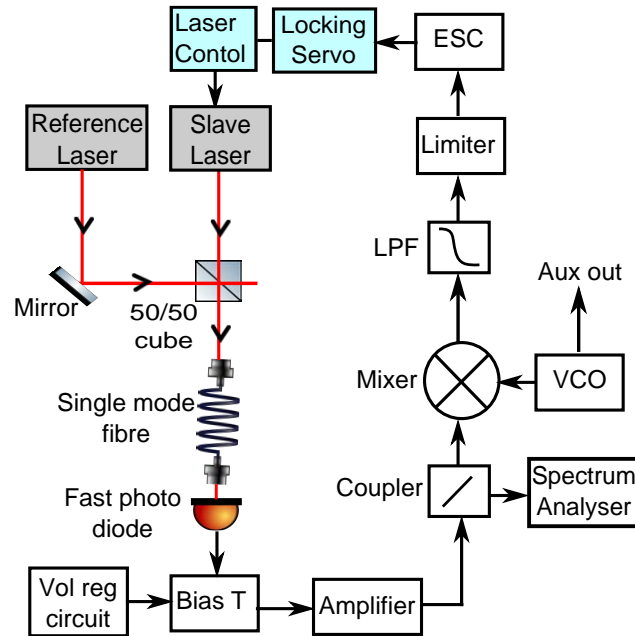 Laser
Contol
Locking
Servo
ESC
Reference
Laser
Slave
Laser
Limiter
LPF
Mirror
50/50
cube
Aux out
Mixer
VCO
Single mode
fibre
Coupler
Spectrum
Analyser
Fast photo
diode
Vol reg
circuit
Bias T
Amplifier